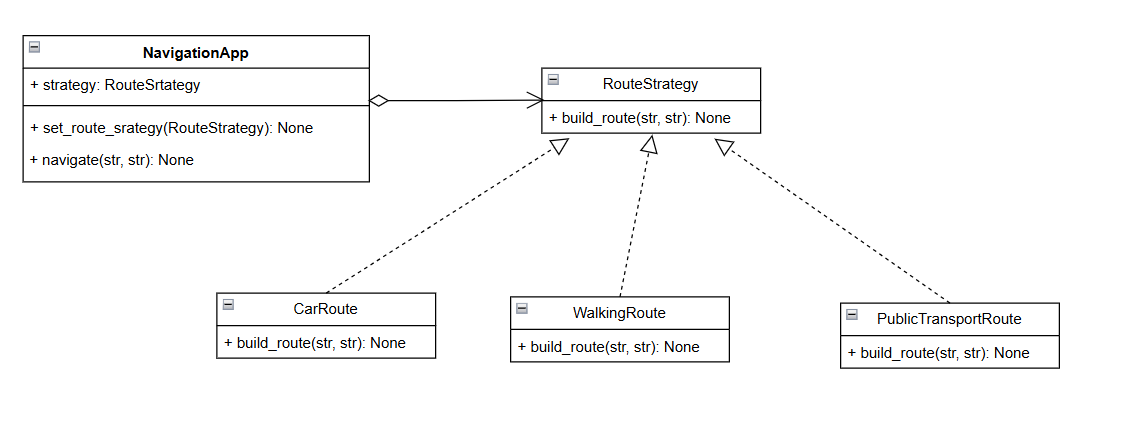 NavigationApp
+ strategy: RouteSrtategy
+ set_route_srategy(RouteStrategy): None
+ navigate(str, str): None
RouteStrategy
+ build_route(str, str): None
CarRoute
+ build_route(str, str): None
WalkingRoute
+ build_route(str, str): None
PublicTransportRoute
+ build_route(str, str): None